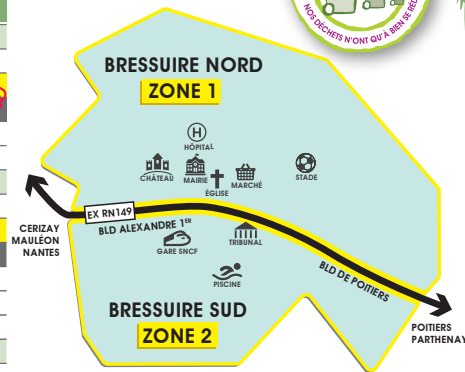 NOS DÉCHETS N'ONT QU'À BIEN SE
BRESSUIRE NORD
ZONE 1
H
HÔPITAL
CHÂTEAU
MAIRIE
ÉGLISE
MARCHÉ
STADE
EX RN149
BLD ALEXANDRE 1ER
CERIZAY
MAULÉON
NANTES
GARE SNCF
TRIBUNAL
PISCINE
BLD DE POITIERS
BRESSUIRE SUD
ZONE 2
POITIERS
PARTHENAY